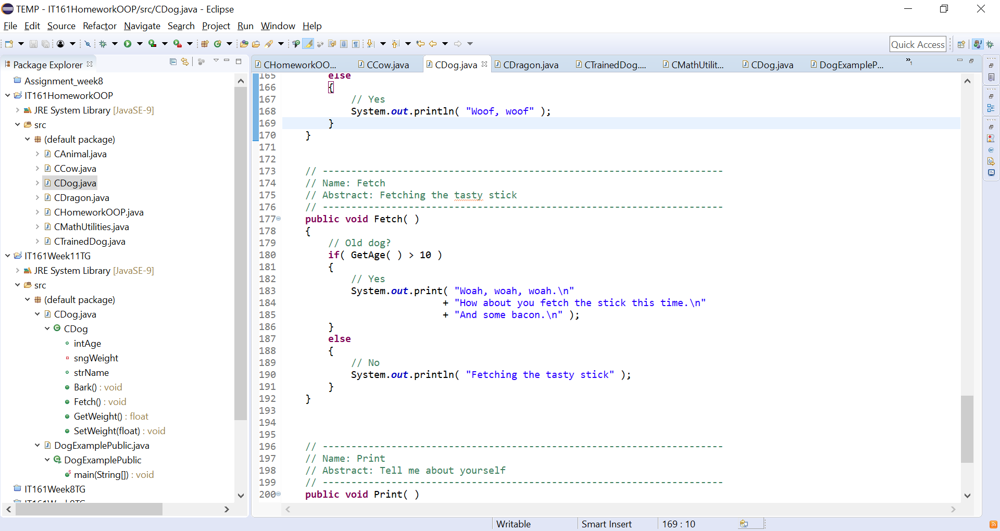 TEMP - IT161HomeworkOOP/src/CDog.java - Eclipse
File Edit Source Refactor Navigate Search Project Run Window Help
Quick Access
Package Explorer
CHomeworkOO... CCow.java CDog.java CDragon.java CTrainedDog.... CMathUtilit... CDog.java DogExampleP... »1
Assignment_week8
IT161HomeworkOOP
JRE System Library [JavaSE-9]
src
(default package)
CAnimal.java
CCow.java
CDog.java
CDragon.java
CHomeworkOOP.java
CMathUtilities.java
CTrainedDog.java
IT161Week11TG
JRE System Library [JavaSE-9]
src
(default package)
CDog.java
CDog
intAge
sngWeight
strName
Bark() : void
Fetch() : void
GetWeight() : float
SetWeight(float) : void
DogExamplePublic.java
DogExamplePublic
main(String[]) : void
IT161Week8TG
165 else
166 {
167 // Yes
168 System.out.println( "Woof, woof" );
169 }
170 }
171
172
173 // ----------------------------------------------------------------------
174 // Name: Fetch
175 // Abstract: Fetching the tasty stick
176 // ----------------------------------------------------------------------
177 public void Fetch( )
178 {
179 // Old dog?
180 if( GetAge( ) > 10 )
181 {
182 // Yes
183 System.out.print( "Woah, woah, woah.\n"
184 + "How about you fetch the stick this time.\n"
185 + "And some bacon.\n" );
186 }
187 else
188 {
189 // No
190 System.out.println( "Fetching the tasty stick" );
191 }
192 }
193
194
195
196 // ----------------------------------------------------------------------
197 // Name: Print
198 // Abstract: Tell me about yourself
199 // ----------------------------------------------------------------------
200 public void Print( )
Writable Smart Insert 169 : 10